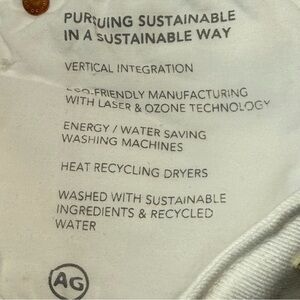 PURSUING SUSTAINABLE
IN A SUSTAINABLE WAY
VERTICAL INTEGRATION
ECO-FRIENDLY MANUFACTURING
WITH LASER & OZONE TECHNOLOGY
ENERGY / WATER SAVING
WASHING MACHINES
HEAT RECYCLING DRYERS
WASHED WITH SUSTAINABLE
INGREDIENTS & RECYCLED
WATER
AG